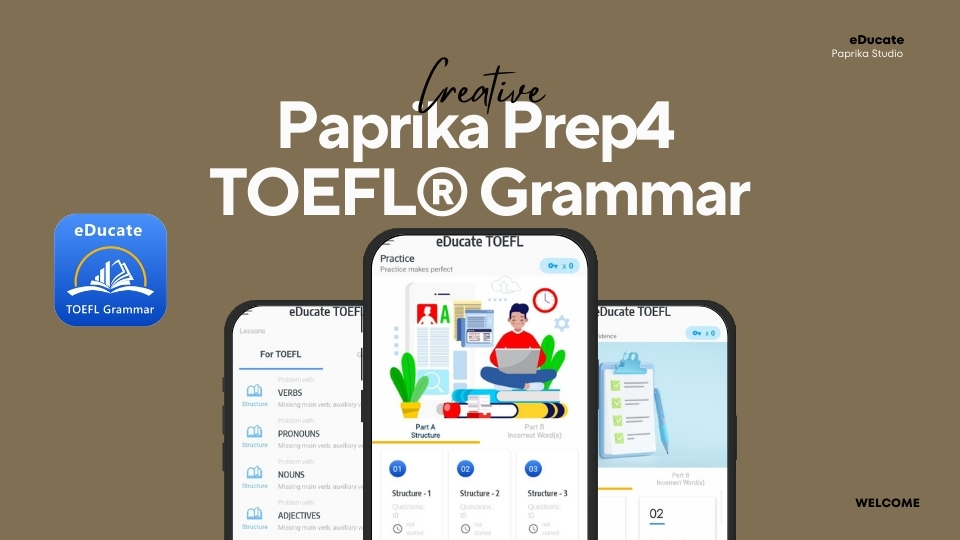 eDucate
Paprika Studio
Creative
Paprika Prep4
TOEFL® Grammar
eDucate
TOEFL Grammar
eDucate TOEFL
Lessons
For TOEFL
Problem with
VERBS
Structure
Missing main verb, auxiliary v
Problem with
PRONOUNS
Structure
Missing main verb, auxiliary v
Problem with
NOUNS
Structure
Missing main verb, auxiliary v
Problem with
ADJECTIVES
Structure
Missing main verb, auxiliary v
eDucate TOEFL
Practice
Practice makes perfect
x 0
A
Part A
Structure
Part B
Incorrect Word(s)
01
02
03
Structure - 1
Structure - 2
Structure - 3
Questions:
10
Questions:
10
Questions:
10
not
started
not
started
not
started
eDucate TOEFL
idence
x 0
Part B
Incorrect Word(s)
02
WELCOME